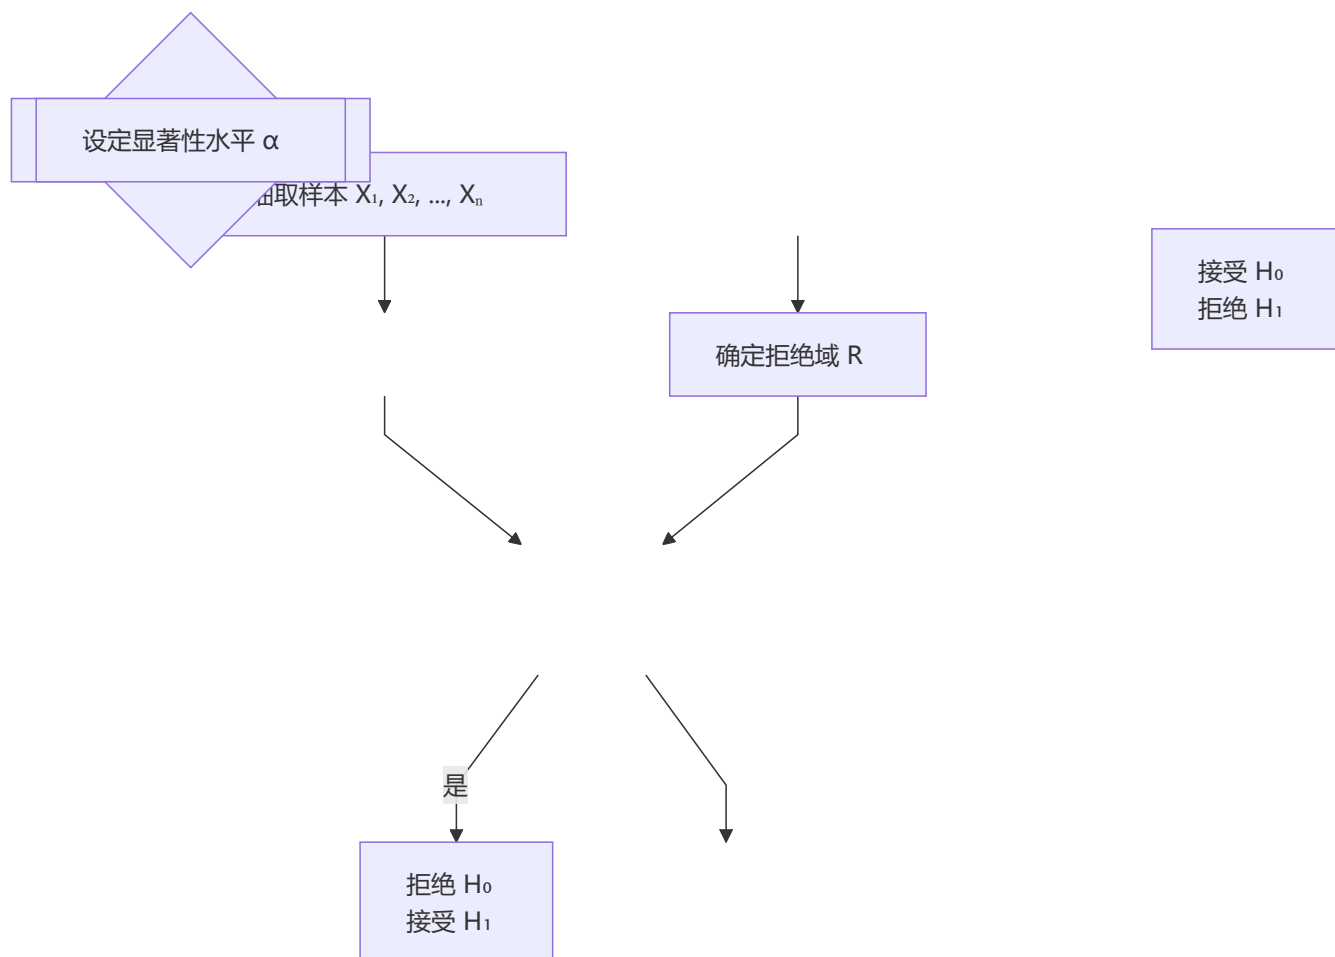 设定显著性水平 α
取样本 X₁, X₂, ..., Xₙ
接受 H₀
拒绝 H₁
确定拒绝域 R
是
拒绝 H₀
接受 H₁